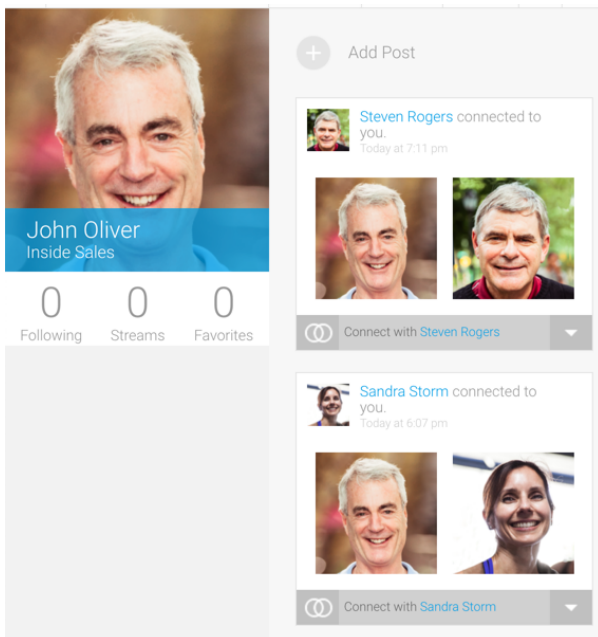 John Oliver
Inside Sales
0 0 0
Following Streams Favorites
Add Post
Steven Rogers connected to
you.
Today at 7:11 pm
Connect with Steven Rogers
Sandra Storm connected to
you.
Today at 6:07 pm
Connect with Sandra Storm